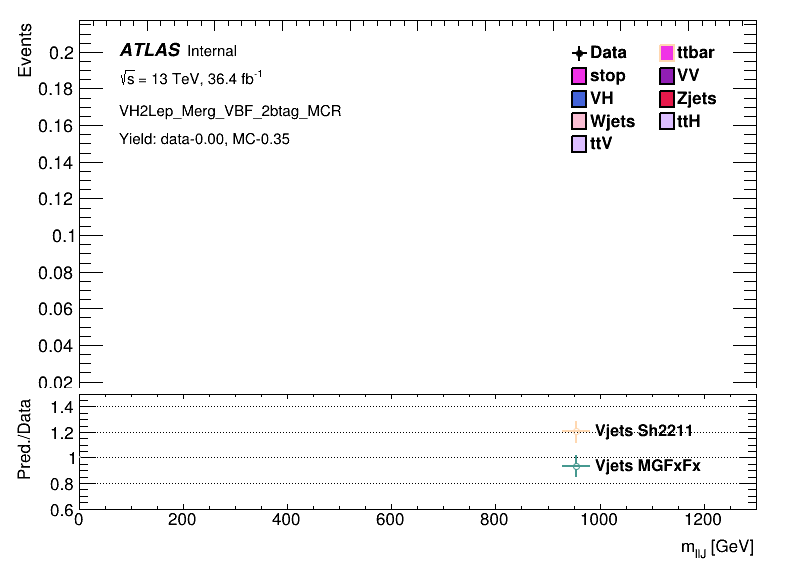 Events
0.2
0.18
0.16
0.14
0.12
0.1
0.08
0.06
0.04
0.02
ATLAS Internal
√s = 13 TeV, 36.4 fb⁻¹
VH2Lep_Merg_VBF_2btag_MCR
Yield: data-0.00, MC-0.35
Data
ttbar
stop
VV
VH
Zjets
Wjets
ttH
ttV
Pred./Data
1.4
1.2
1
0.8
0.6
Vjets Sh2211
Vjets MGFxFx
0 200 400 600 800 1000 1200
m_llJ [GeV]